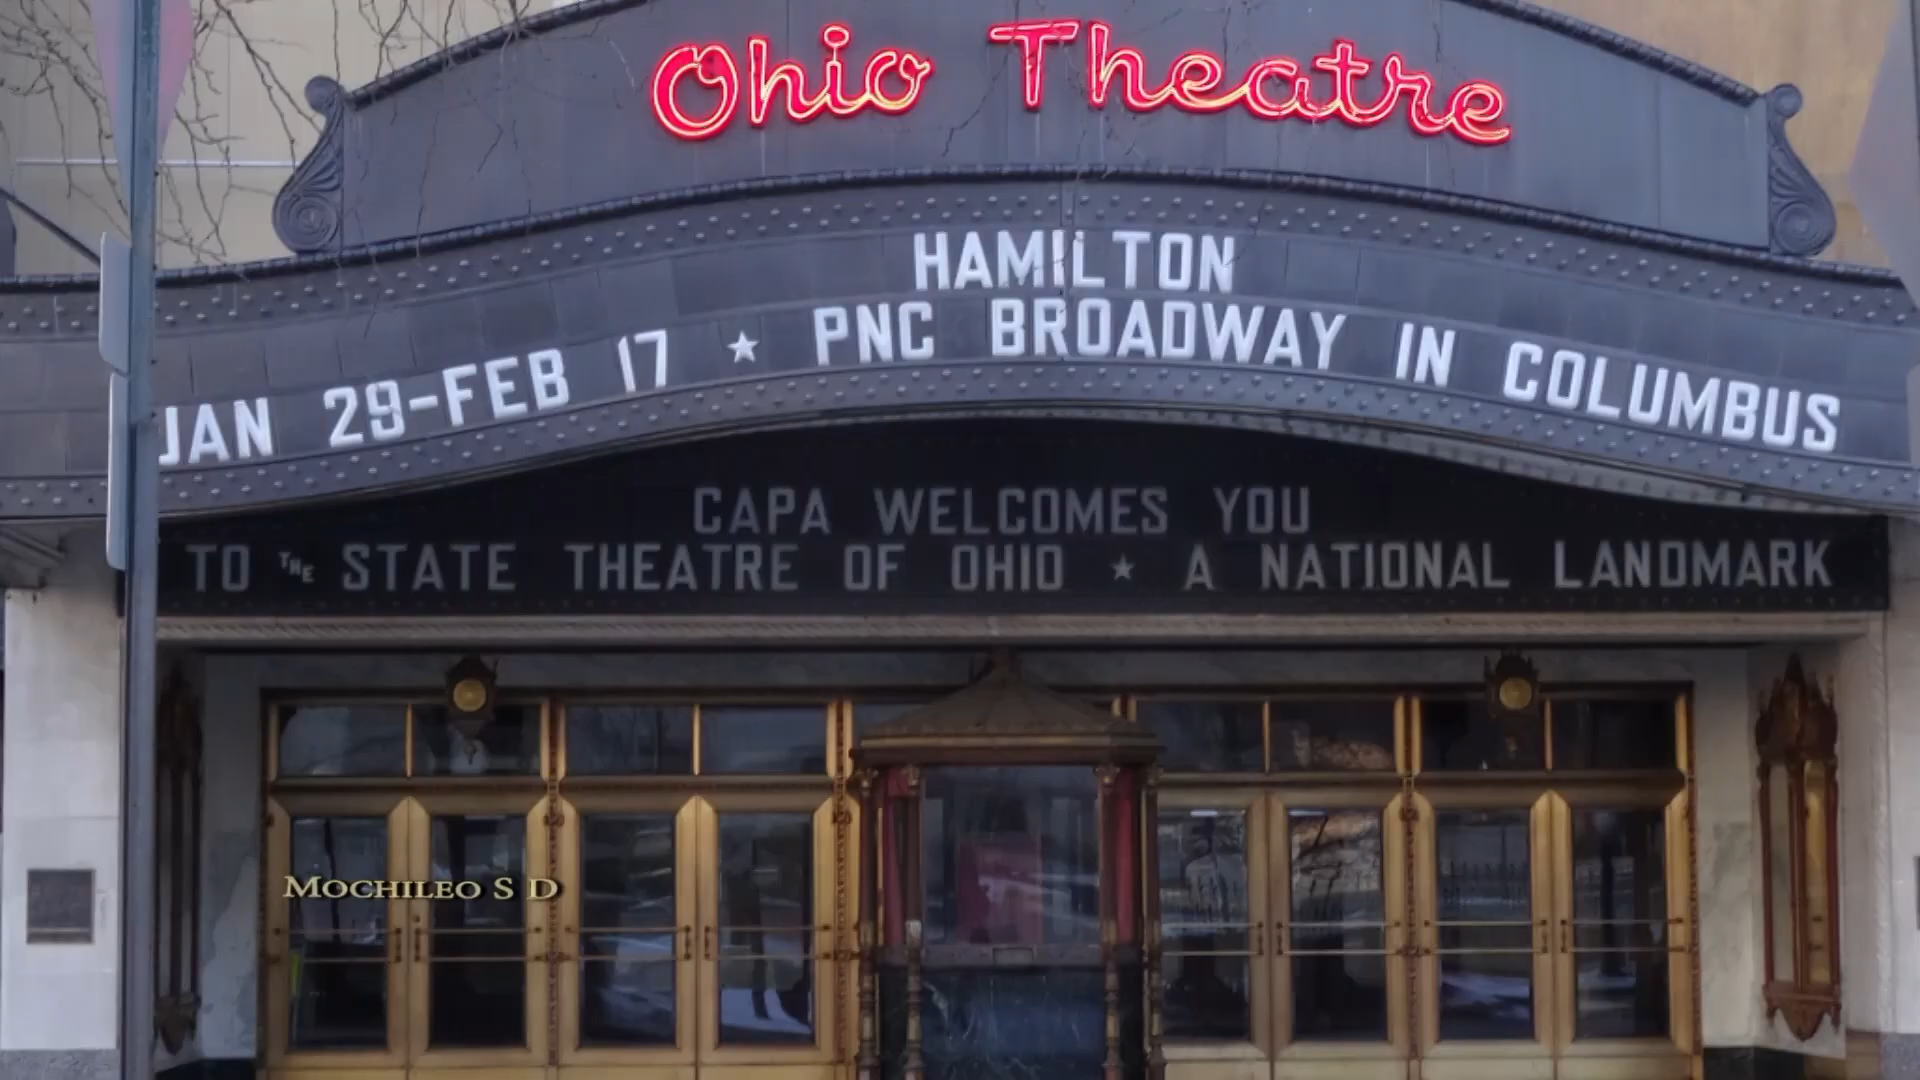 Ohio Theatre
HAMILTON
JAN 29-FEB 17 ★ PNC BROADWAY IN COLUMBUS
CAPA WELCOMES YOU
TO THE STATE THEATRE OF OHIO ★ A NATIONAL LANDMARK
MOCHILEO S D